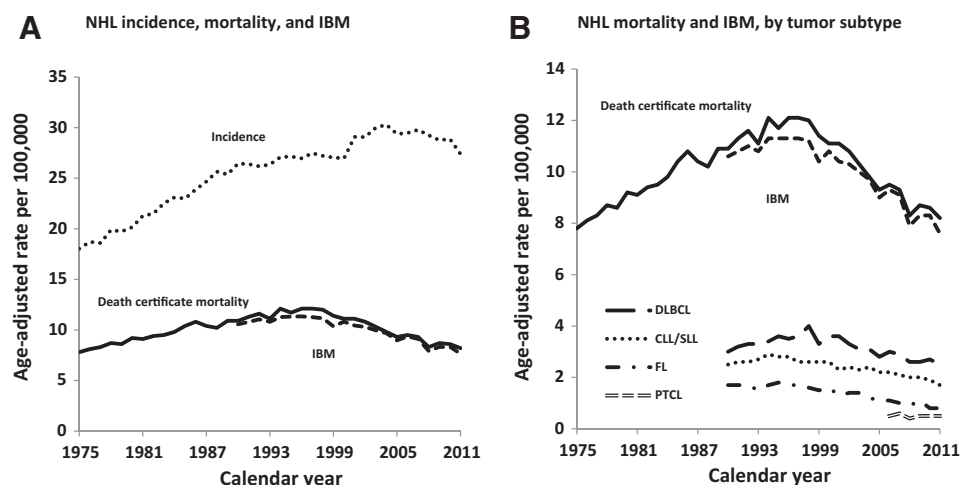 A
NHL incidence, mortality, and IBM
Age-adjusted rate per 100,000
35
30
25
20
15
10
5
0
Incidence
Death certificate mortality
IBM
1975
1981
1987
1993
1999
2005
2011
Calendar year
B
NHL mortality and IBM, by tumor subtype
Age-adjusted rate per 100,000
14
12
10
8
6
4
2
0
Death certificate mortality
IBM
DLBCL
CLL/SLL
FL
PTCL
1975
1981
1987
1993
1999
2005
2011
Calendar year